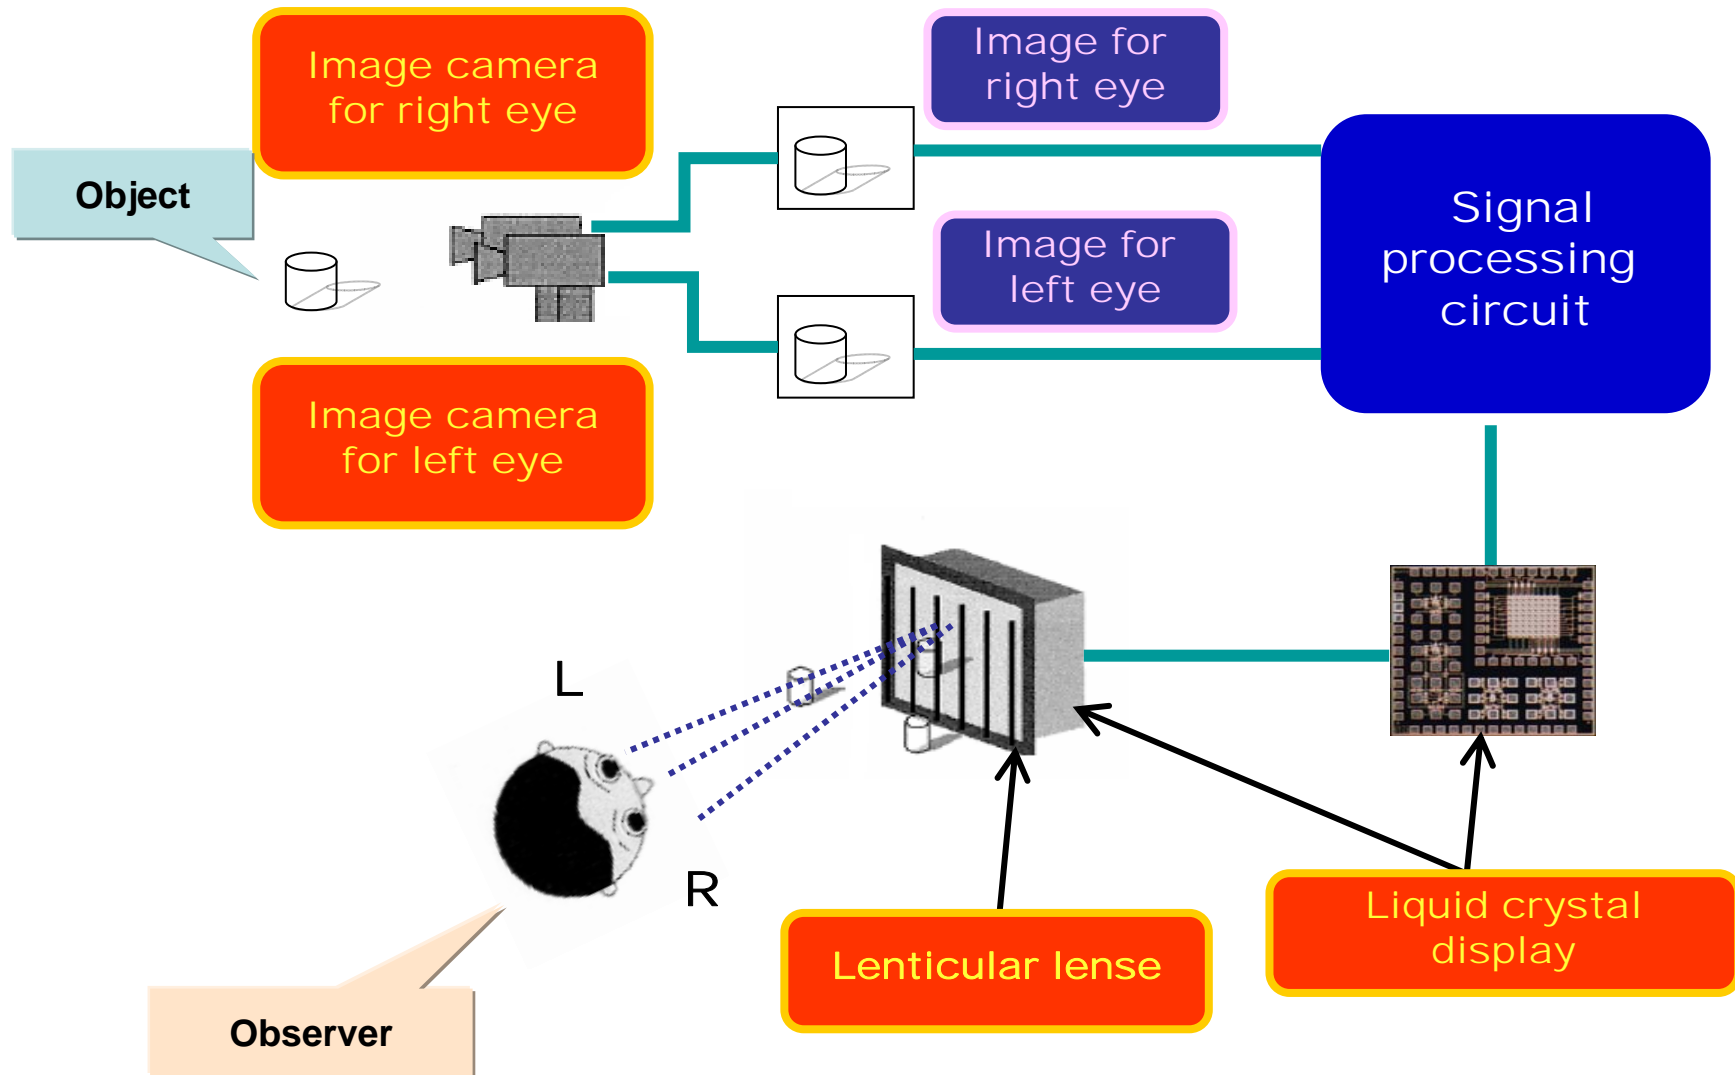 Image camera
for right eye
Image for
right eye
Object
Signal
processing
circuit
Image for
left eye
Image camera
for left eye
L
R
Lenticular lense
Liquid crystal
display
Observer